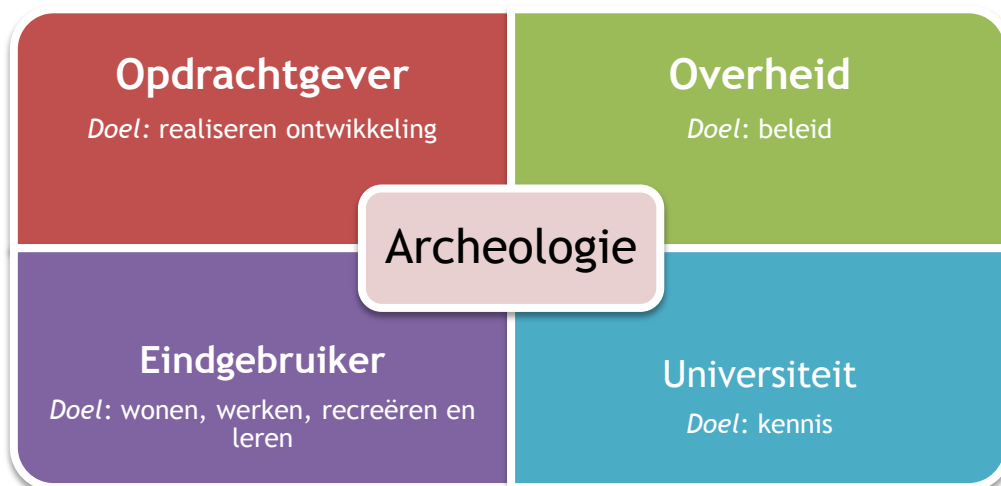 Opdrachtgever
Doel: realiseren ontwikkeling
Overheid
Doel: beleid
Archeologie
Eindgebruiker
Doel: wonen, werken, recreëren en
leren
Universiteit
Doel: kennis